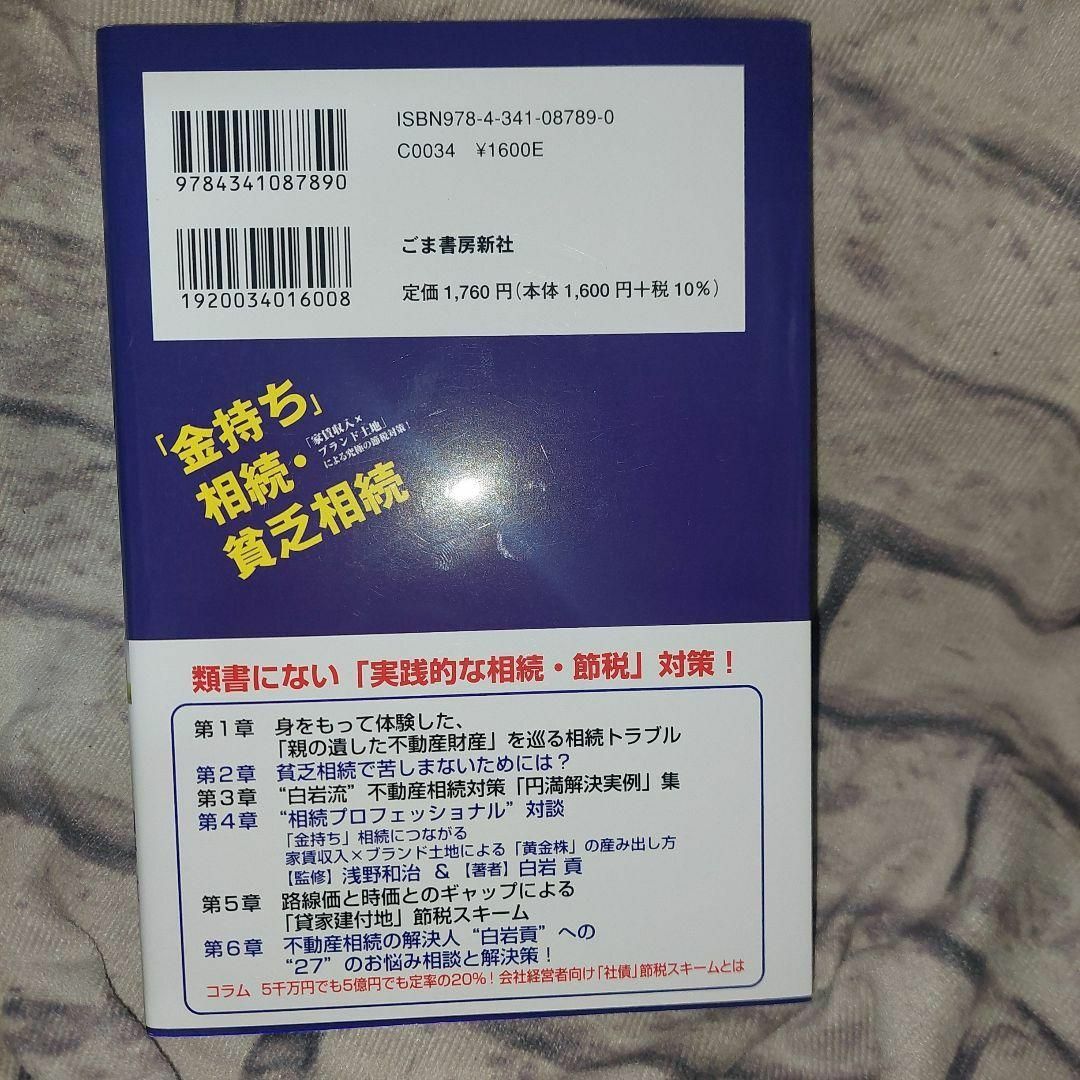 ISBN978-4-341-08789-0
C0034 ¥1600E
9784341087890
ごま書房新社
1920034016008
定価1,760円(本体1,600円+税10%)
「金持ち」
相続・
貧乏相続
「家賃収入×
ブランド土地」
による究極の節税対策!
類書にない「実践的な相続・節税」対策!
第1章 身をもって体験した、
「親の遺した不動産財産」を巡る相続トラブル
第2章 貧乏相続で苦しまないためには?
第3章 “白岩流”不動産相続対策「円満解決実例」集
第4章 “相続プロフェッショナル”対談
「金持ち」相続につながる
家賃収入×ブランド土地による「黄金株」の産み出し方
【監修】浅野和治 &【著者】白岩 貢
第5章 路線価と時価とのギャップによる
「貸家建付地」節税スキーム
第6章 不動産相続の解決人“白岩貢”への
“27”のお悩み相談と解決策!
コラム 5千万円でも5億円でも定率の20%!会社経営者向け「社債」節税スキームとは